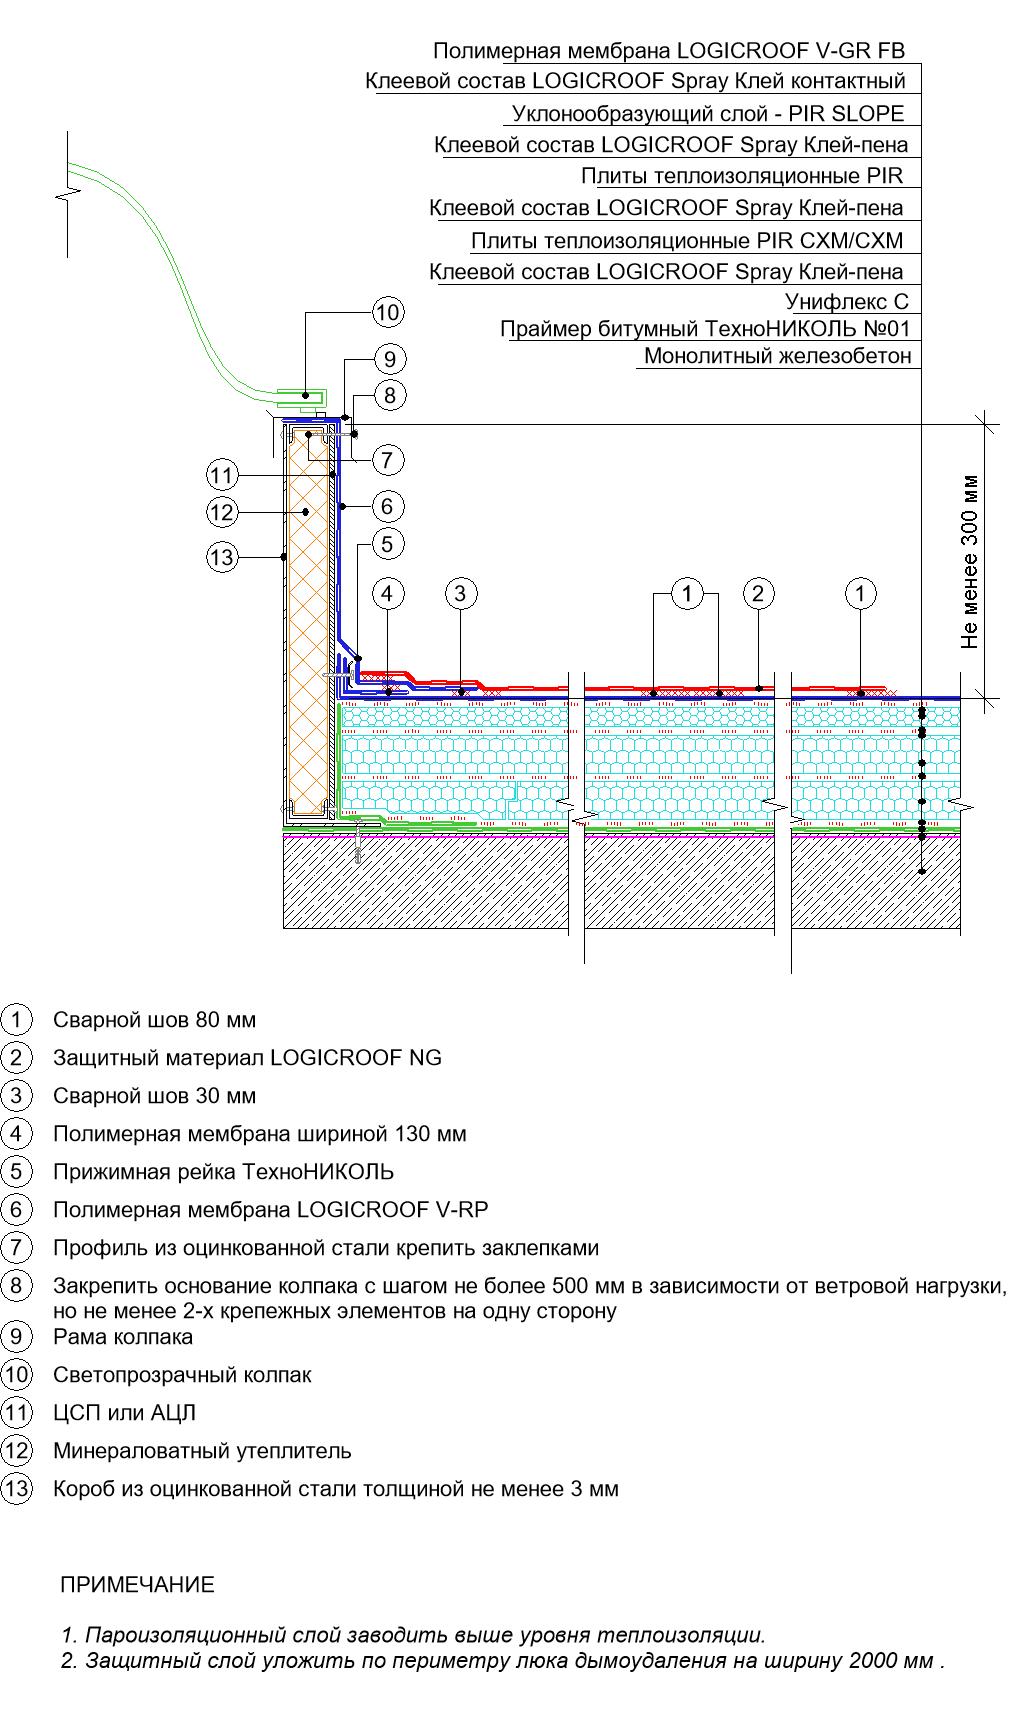 Полимерная мембрана LOGICROOF V-GR FB
Клеевой состав LOGICROOF Spray Клей контактный
Уклонообразующий слой - PIR SLOPE
Клеевой состав LOGICROOF Spray Клей-пена
Плиты теплоизоляционные PIR
Клеевой состав LOGICROOF Spray Клей-пена
Плиты теплоизоляционные PIR СХМ/СХМ
Клеевой состав LOGICROOF Spray Клей-пена
Унифлекс С
Праймер битумный ТехноНИКОЛЬ №01
Монолитный железобетон
10
9
8
7
11
6
12
5
13
4
3
1
2
1
Не менее 300 мм
1 Сварной шов 80 мм
2 Защитный материал LOGICROOF NG
3 Сварной шов 30 мм
4 Полимерная мембрана шириной 130 мм
5 Прижимная рейка ТехноНИКОЛЬ
6 Полимерная мембрана LOGICROOF V-RP
7 Профиль из оцинкованной стали крепить заклепками
8 Закрепить основание колпака с шагом не более 500 мм в зависимости от ветровой нагрузки,
но не менее 2-х крепежных элементов на одну сторону
9 Рама колпака
10 Светопрозрачный колпак
11 ЦСП или АЦЛ
12 Минераловатный утеплитель
13 Короб из оцинкованной стали толщиной не менее 3 мм
ПРИМЕЧАНИЕ
1. Пароизоляционный слой заводить выше уровня теплоизоляции.
2. Защитный слой уложить по периметру люка дымоудаления на ширину 2000 мм .